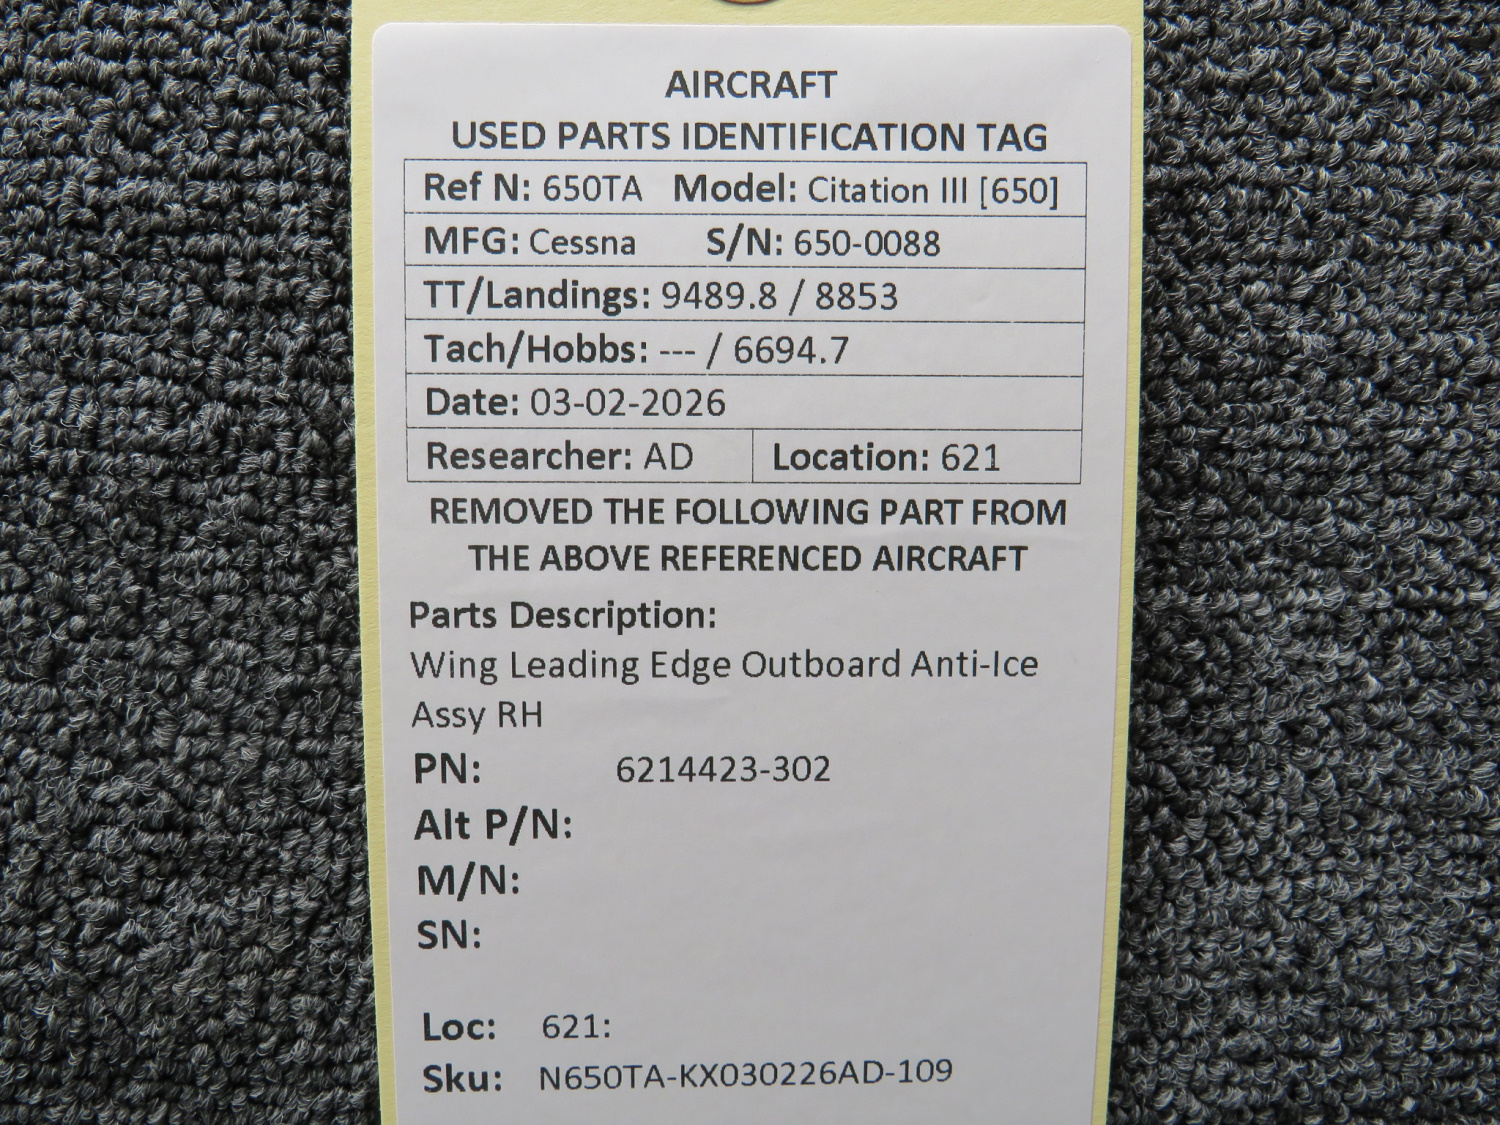 AIRCRAFT
USED PARTS IDENTIFICATION TAG
Ref N: 650TA Model: Citation III [650]
MFG: Cessna S/N: 650-0088
TT/Landings: 9489.8 / 8853
Tach/Hobbs: --- / 6694.7
Date: 03-02-2026
Researcher: AD Location: 621
REMOVED THE FOLLOWING PART FROM
THE ABOVE REFERENCED AIRCRAFT
Parts Description:
Wing Leading Edge Outboard Anti-Ice
Assy RH
PN: 6214423-302
Alt P/N:
M/N:
SN:
Loc: 621:
Sku: N650TA-KX030226AD-109